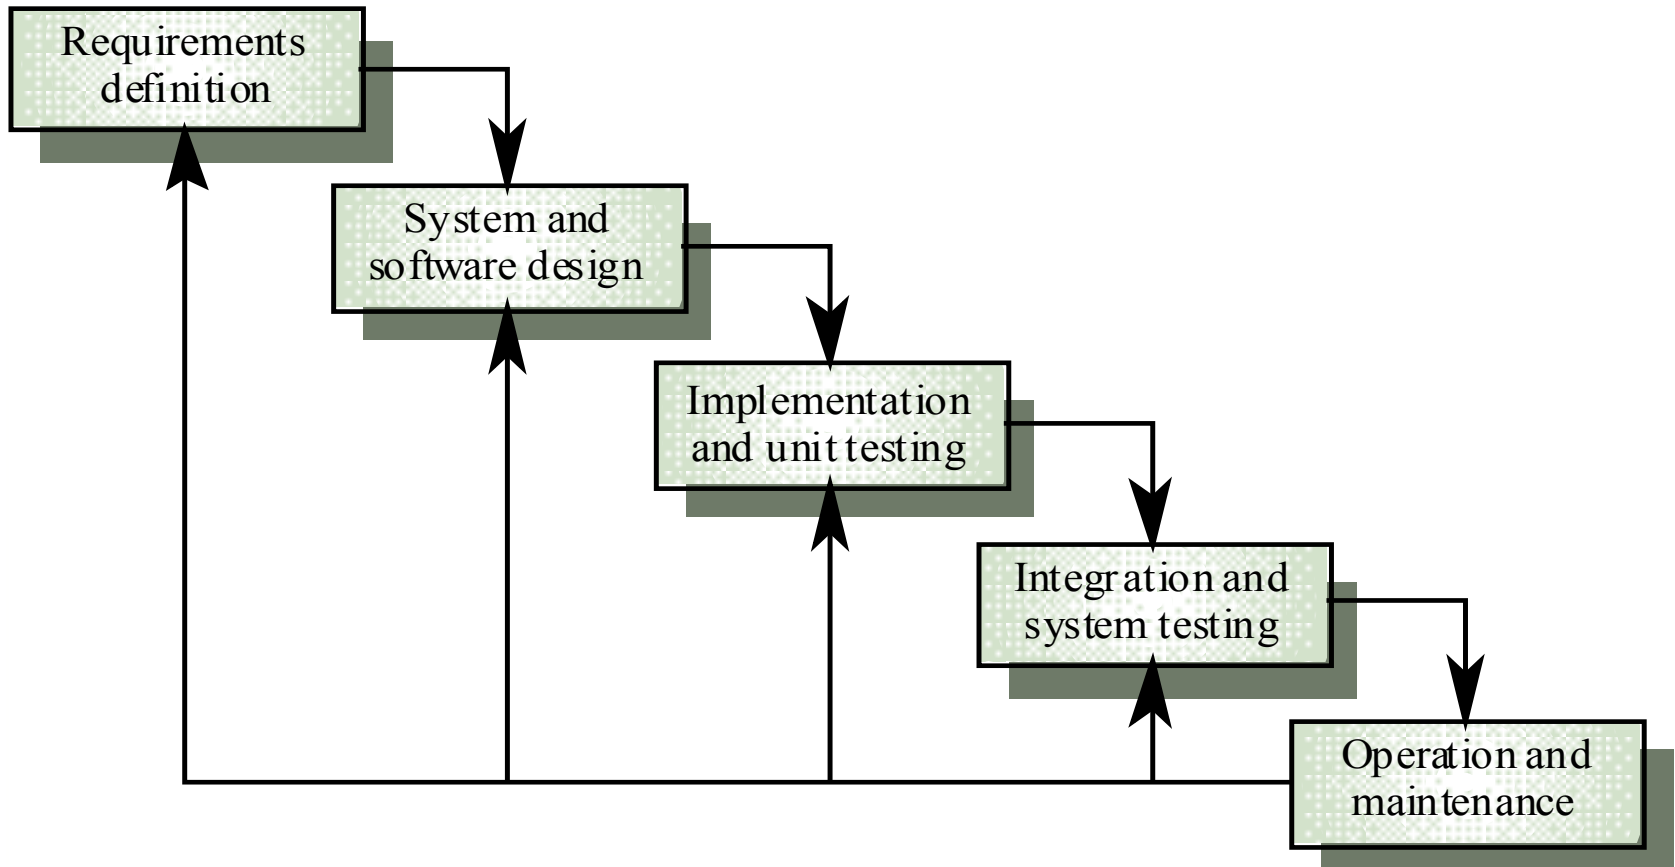 Requirements
definition
System and
software design
Implementation
and unit testing
Integration and
system testing
Operation and
maintenance